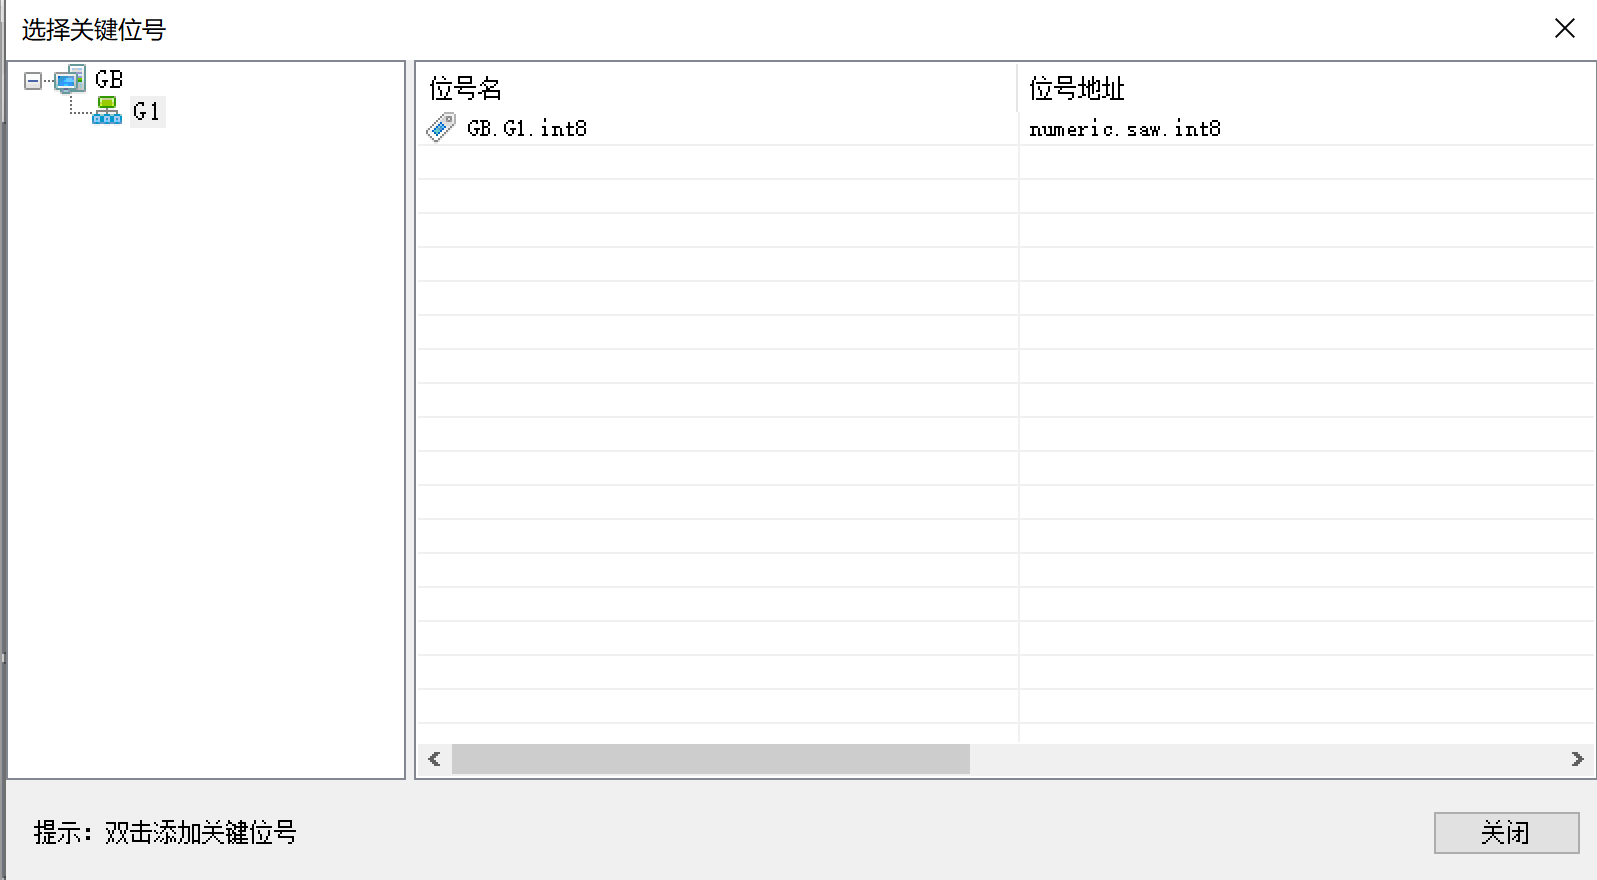 选择关键位号
GB
G1
位号名 位号地址
GB.G1.int8 numeric.saw.int8
提示：双击添加关键位号
关闭